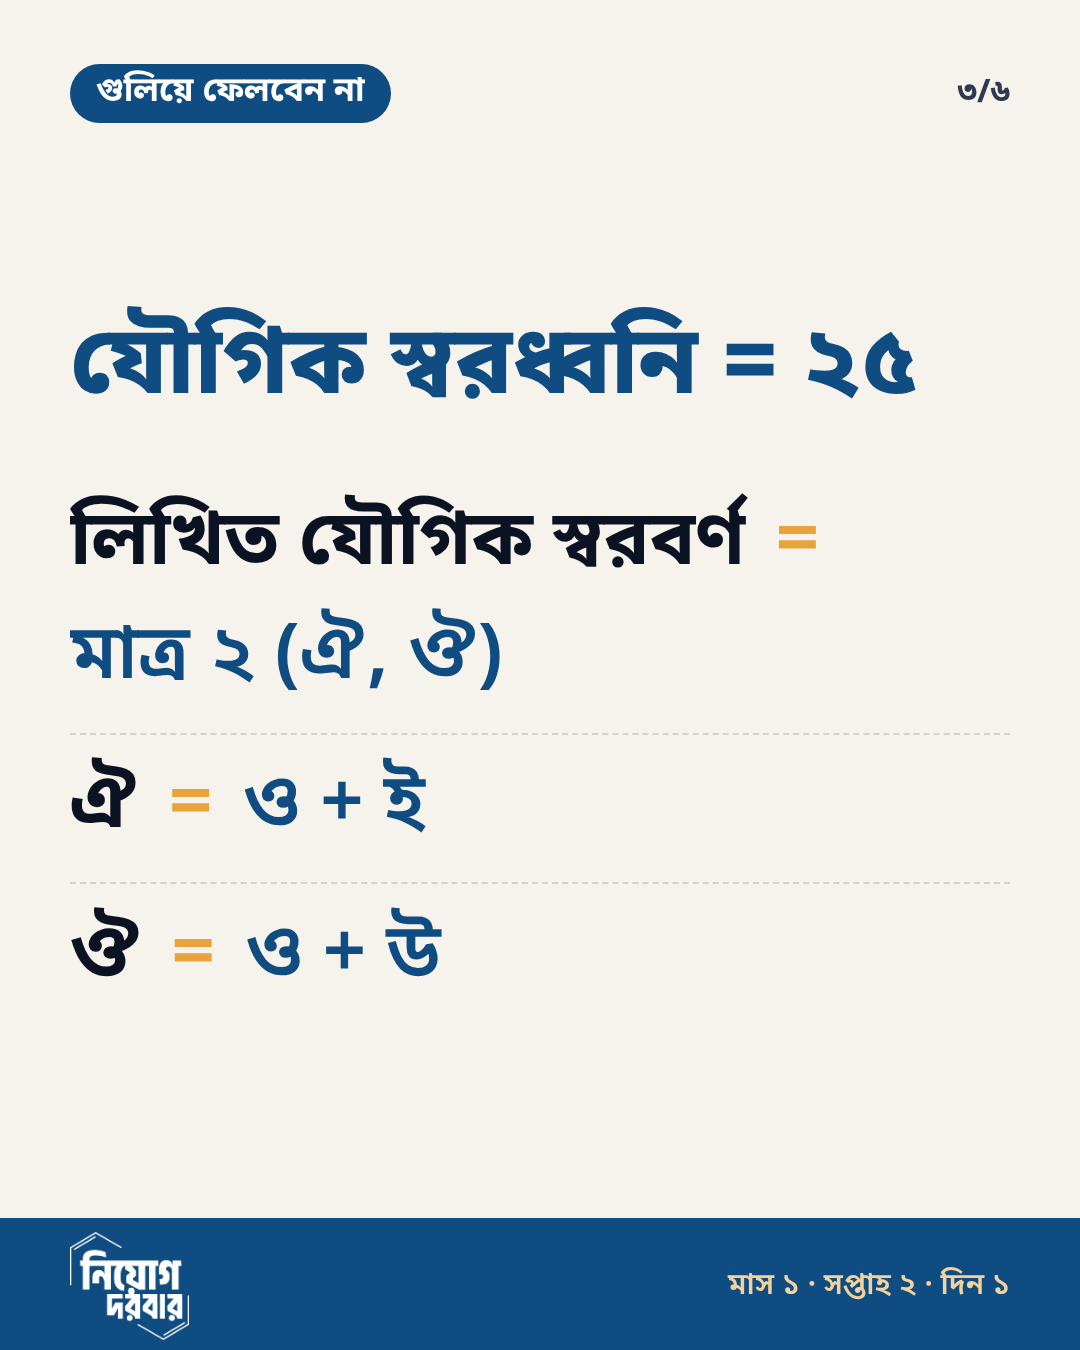 গুলিয়ে ফেলবেন না
৩/৬
যৌগিক স্বরধ্বনি = ২৫
লিখিত যৌগিক স্বরবর্ণ =
মাত্র ২ (ঐ, ঔ)
ঐ = ও + ই
ঔ = ও + উ
নিয়োগ
দরবার
মাস ১ · সপ্তাহ ২ · দিন ১